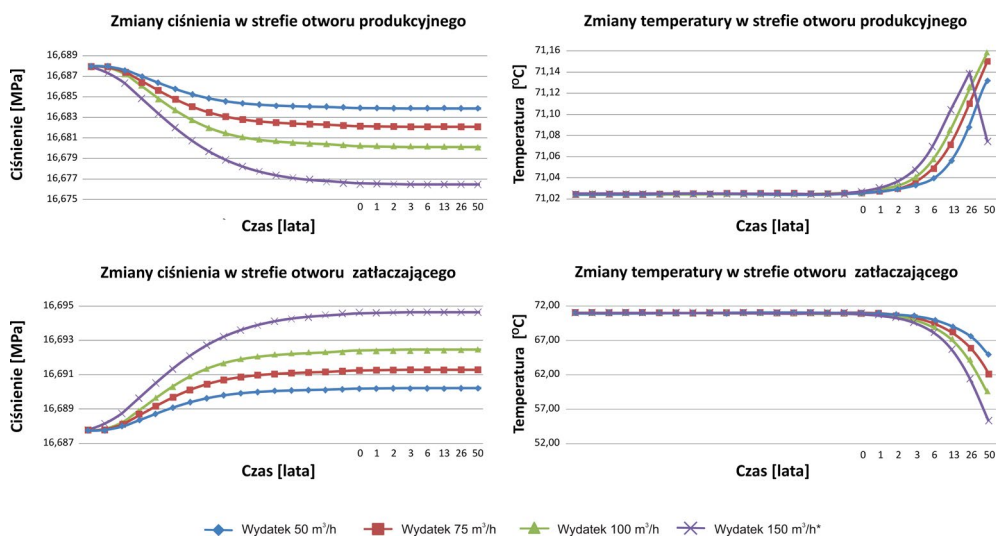 Zmiany ciśnienia w strefie otworu produkcyjnego
Ciśnienie [MPa]
16,689
16,687
16,685
16,683
16,681
16,679
16,677
16,675
0 1 2 3 6 13 26 50
Czas [lata]
Zmiany temperatury w strefie otworu produkcyjnego
Temperatura [°C]
71,16
71,14
71,12
71,10
71,08
71,06
71,04
71,02
0 1 2 3 6 13 26 50
Czas [lata]
Zmiany ciśnienia w strefie otworu zatłaczającego
Ciśnienie [MPa]
16,695
16,693
16,691
16,689
16,687
0 1 2 3 6 13 26 50
Czas [lata]
Zmiany temperatury w strefie otworu zatłaczającego
Temperatura [°C]
72,00
67,00
62,00
57,00
52,00
0 1 2 3 6 13 26 50
Czas [lata]
Wydatek 50 m³/h
Wydatek 75 m³/h
Wydatek 100 m³/h
Wydatek 150 m³/h*